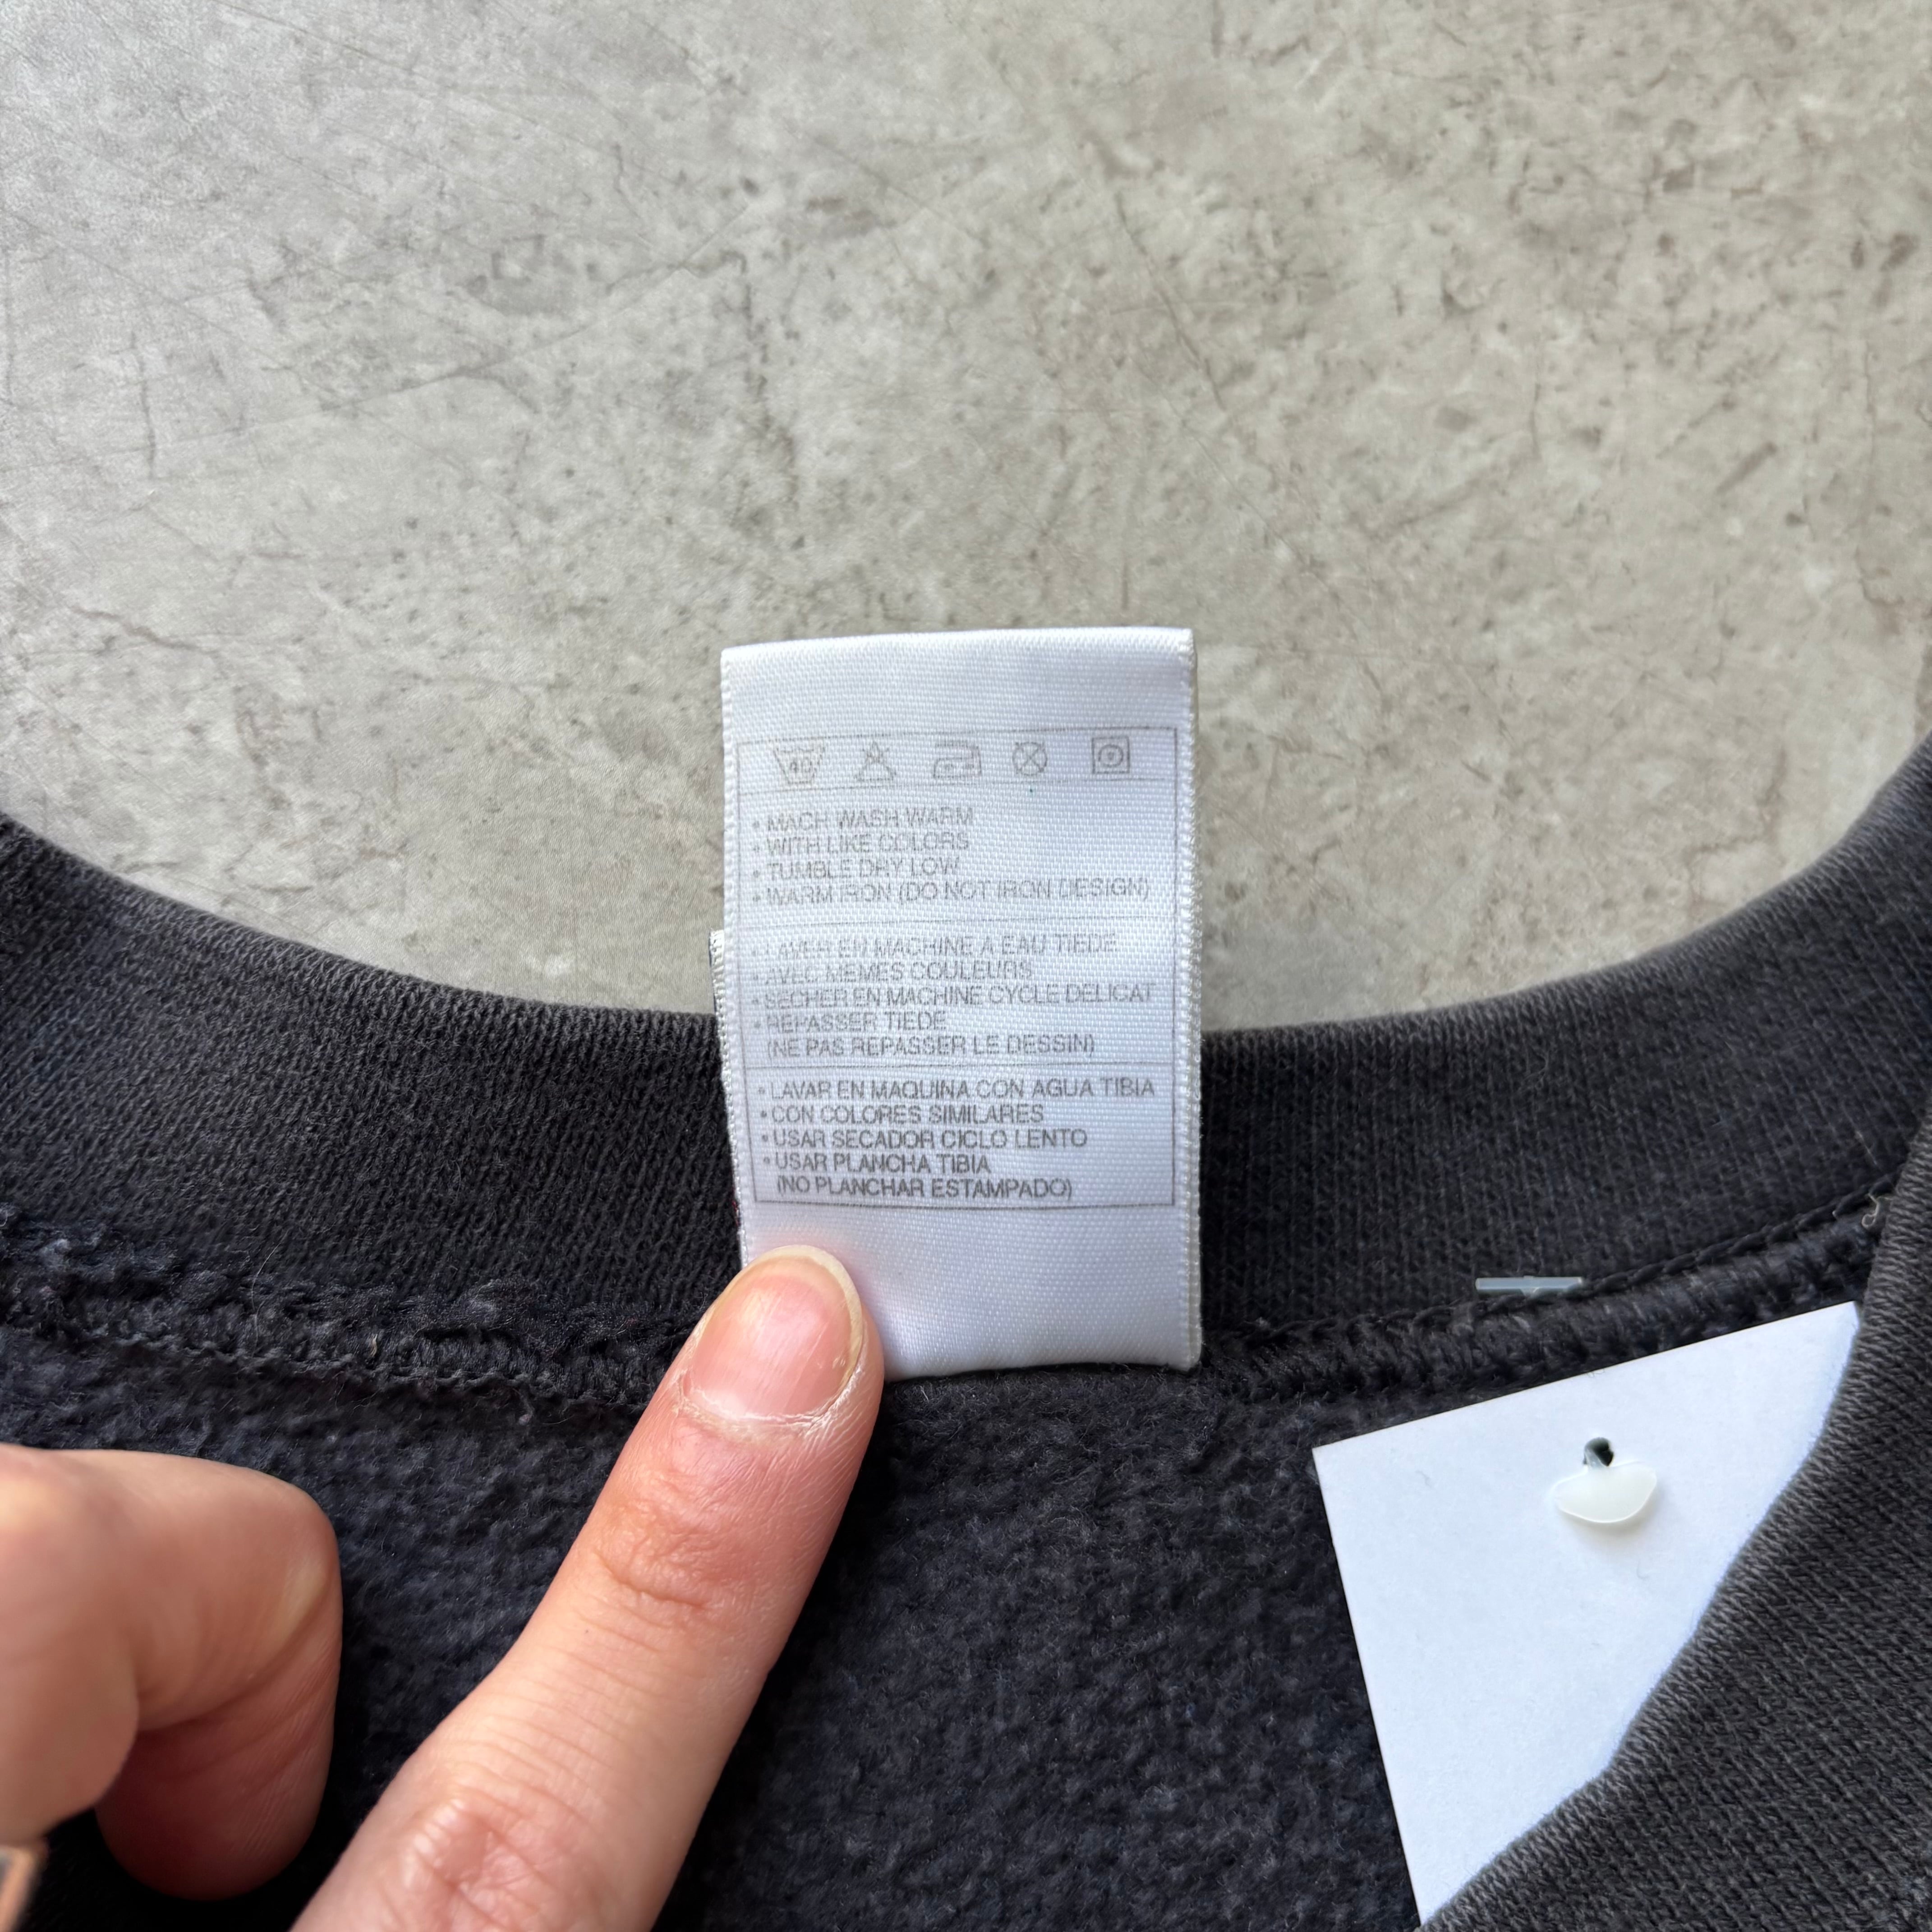 40
• MACH WASH WARM
• WITH LIKE COLORS
• TUMBLE DRY LOW
• WARM IRON (DO NOT IRON DESIGN)
• LAVER EN MACHINE A EAU TIEDE
• AVEC MEMES COULEURS
• SECHER EN MACHINE CYCLE DELICAT
• REPASSER TIEDE
(NE PAS REPASSER LE DESSIN)
• LAVAR EN MAQUINA CON AGUA TIBIA
• CON COLORES SIMILARES
• USAR SECADOR CICLO LENTO
• USAR PLANCHA TIBIA
(NO PLANCHAR ESTAMPADO)